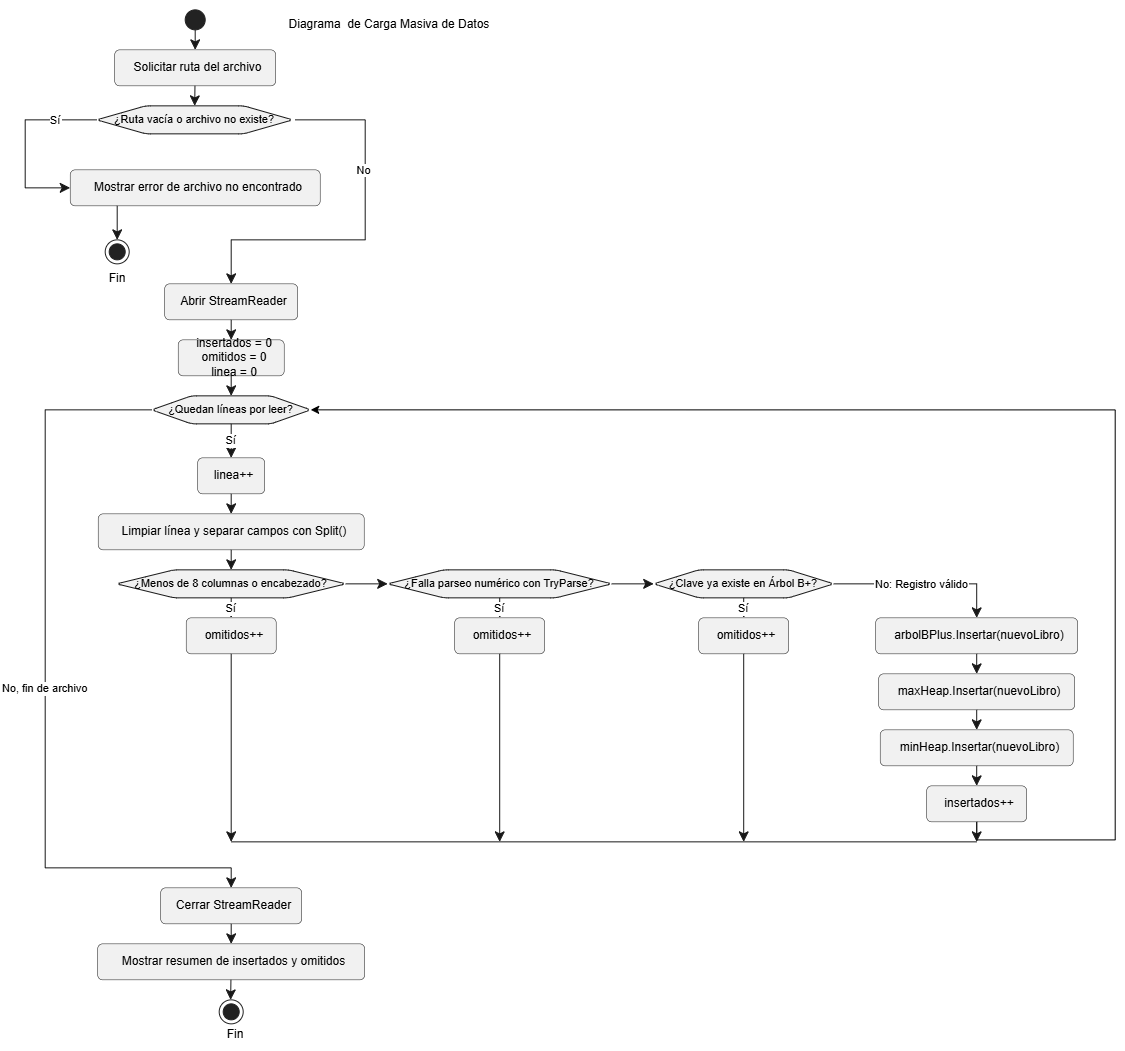 Diagrama  de Carga Masiva de Datos
Solicitar ruta del archivo
¿Ruta vacía o archivo no existe?
Sí
No
Mostrar error de archivo no encontrado
Fin
Abrir StreamReader
insertados = 0
omitidos = 0
linea = 0
¿Quedan líneas por leer?
Sí
linea++
Limpiar línea y separar campos con Split()
¿Menos de 8 columnas o encabezado?
¿Falla parseo numérico con TryParse?
¿Clave ya existe en Árbol B+?
No: Registro válido
Sí
Sí
Sí
omitidos++
omitidos++
omitidos++
arbolBPlus.Insertar(nuevoLibro)
No, fin de archivo
maxHeap.Insertar(nuevoLibro)
minHeap.Insertar(nuevoLibro)
insertados++
Cerrar StreamReader
Mostrar resumen de insertados y omitidos
Fin